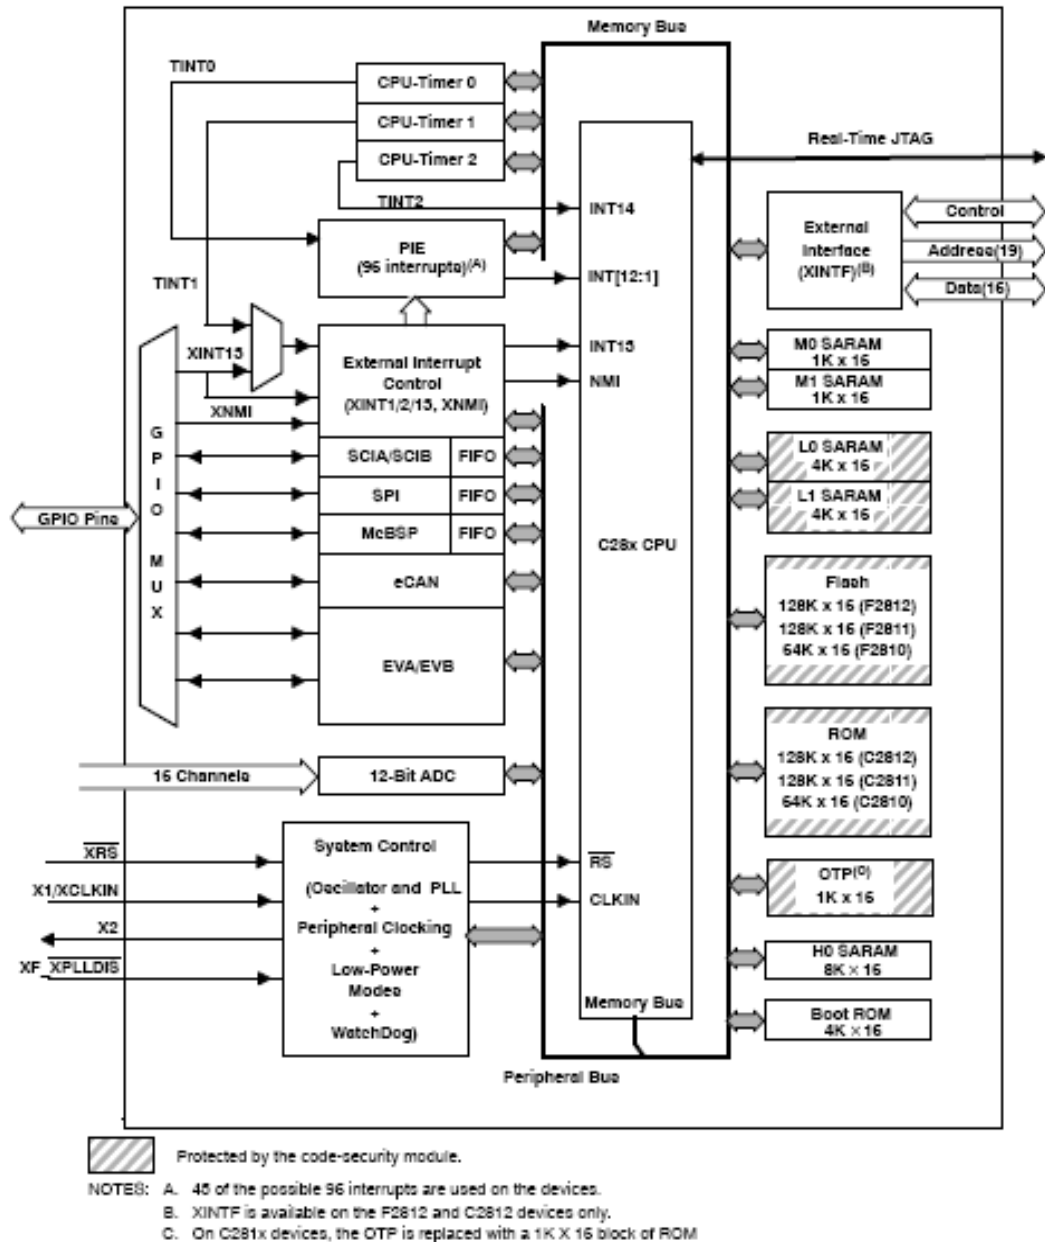 Memory Bus
TINT0
CPU-Timer 0
CPU-Timer 1
CPU-Timer 2
Real-Time JTAG
TINT2
INT14
PIE
(96 interrupts)(A)
INT[12:1]
External
Interface
(XINTF)(B)
Control
Address(19)
Data(16)
TINT1
XINT13
External Interrupt
Control
(XINT1/2/13, XNMI)
INT13
NMI
XNMI
M0 SARAM
1K x 16
M1 SARAM
1K x 16
GPIO Pins
GPIO MUX
SCIA/SCIB
FIFO
SPI
FIFO
McBSP
FIFO
eCAN
EVA/EVB
C28x CPU
L0 SARAM
4K x 16
L1 SARAM
4K x 16
Flash
128K x 16 (F2812)
128K x 16 (F2811)
64K x 16 (F2810)
16 Channels
12-Bit ADC
ROM
128K x 16 (C2812)
128K x 16 (C2811)
64K x 16 (C2810)
XRS
X1/XCLKIN
X2
XF_XPLLDIS
System Control
(Oscillator and PLL
+
Peripheral Clocking
+
Low-Power
Modes
+
WatchDog)
RS
CLKIN
OTP(C)
1K x 16
H0 SARAM
8K × 16
Boot ROM
4K × 16
Memory Bus
Peripheral Bus
Protected by the code-security module.
NOTES: A. 45 of the possible 96 interrupts are used on the devices.
B. XINTF is available on the F2812 and C2812 devices only.
C. On C281x devices, the OTP is replaced with a 1K X 16 block of ROM